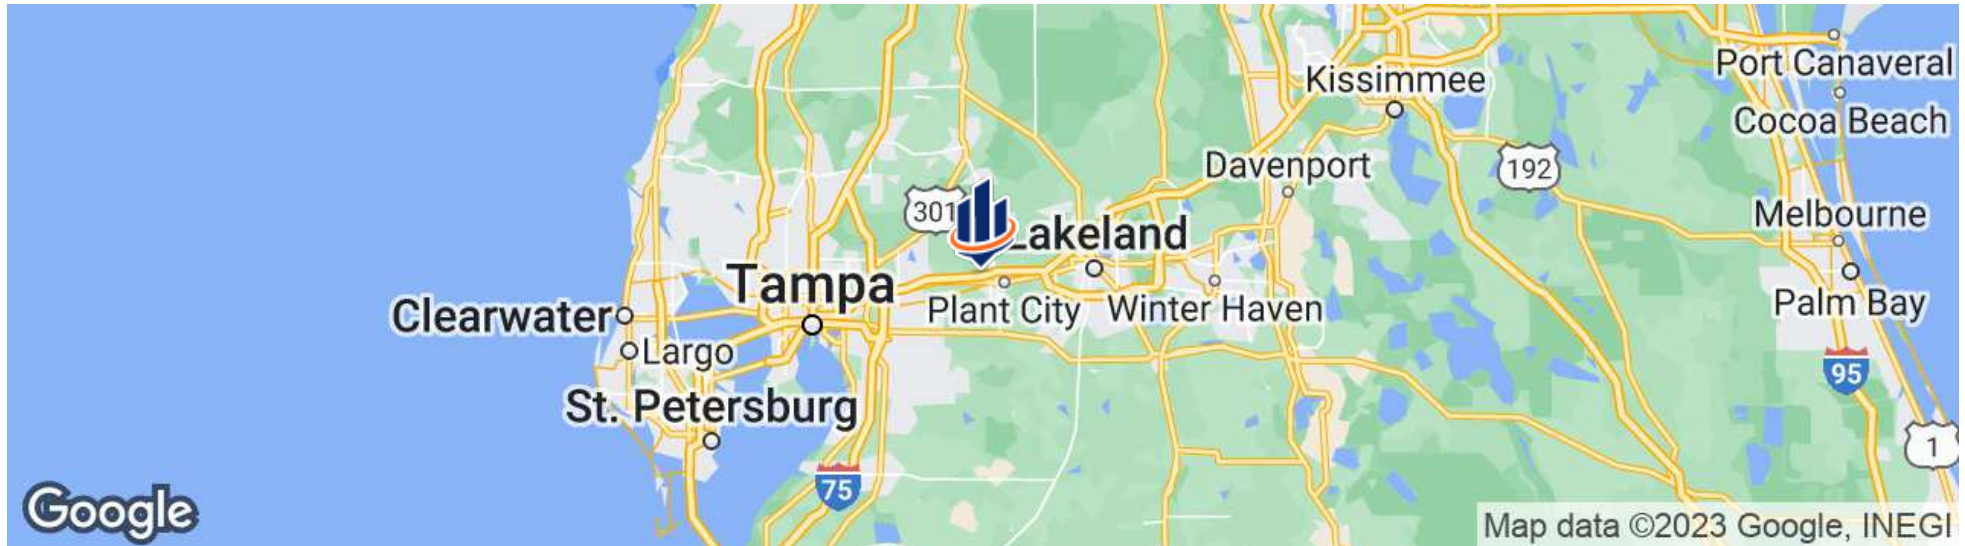 Port Canaveral
Kissimmee
Cocoa Beach
Davenport
192
301
Melbourne
Lakeland
Tampa
Clearwater
Plant City
Winter Haven
Palm Bay
Largo
95
St. Petersburg
1
75
Google
Map data ©2023 Google, INEGI